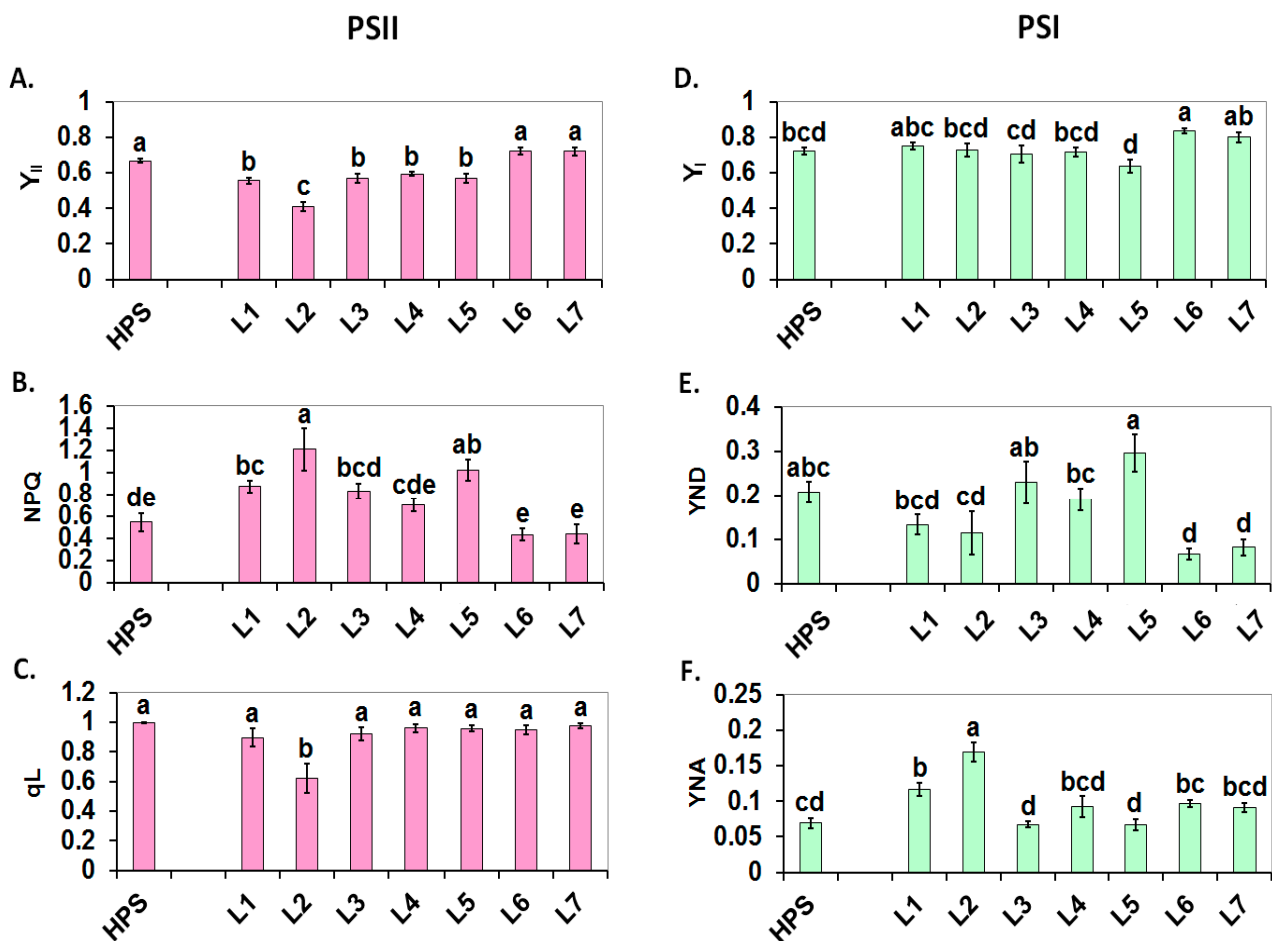 PSII
PSI
A.
Y_II
1
0.8
0.6
0.4
0.2
0
a b c b b b a a
HPS L1 L2 L3 L4 L5 L6 L7
D.
Y_I
1
0.8
0.6
0.4
0.2
0
bcd abc bcd cd bcd d a ab
HPS L1 L2 L3 L4 L5 L6 L7
B.
NPQ
1.6
1.4
1.2
1
0.8
0.6
0.4
0.2
0
de bc a bcd cde ab e e
HPS L1 L2 L3 L4 L5 L6 L7
E.
YND
0.4
0.3
0.2
0.1
0
abc bcd cd ab bc a d d
HPS L1 L2 L3 L4 L5 L6 L7
C.
qL
1.2
1
0.8
0.6
0.4
0.2
0
a a b a a a a a
HPS L1 L2 L3 L4 L5 L6 L7
F.
YNA
0.25
0.2
0.15
0.1
0.05
0
cd b a d bcd d bc bcd
HPS L1 L2 L3 L4 L5 L6 L7